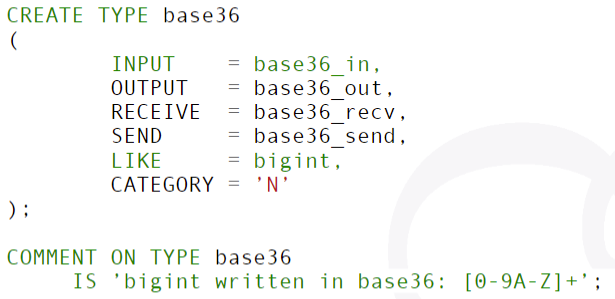 CREATE TYPE base36
(
        INPUT    = base36_in,
        OUTPUT   = base36_out,
        RECEIVE  = base36_recv,
        SEND     = base36_send,
        LIKE     = bigint,
        CATEGORY = ’N’
);

COMMENT ON TYPE base36
     IS ’bigint written in base36: [0-9A-Z]+’;